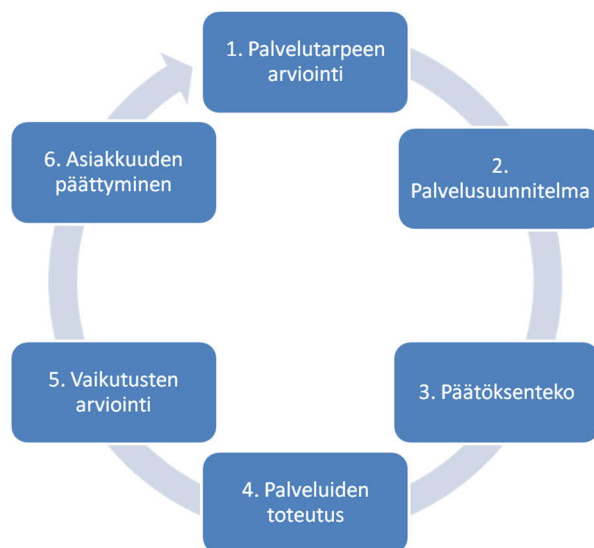 1. Palvelutarpeen
arviointi
2.
Palvelusuunnitelma
3. Päätöksenteko
4. Palveluiden
toteutus
5. Vaikutusten
arviointi
6. Asiakkuuden
päättyminen